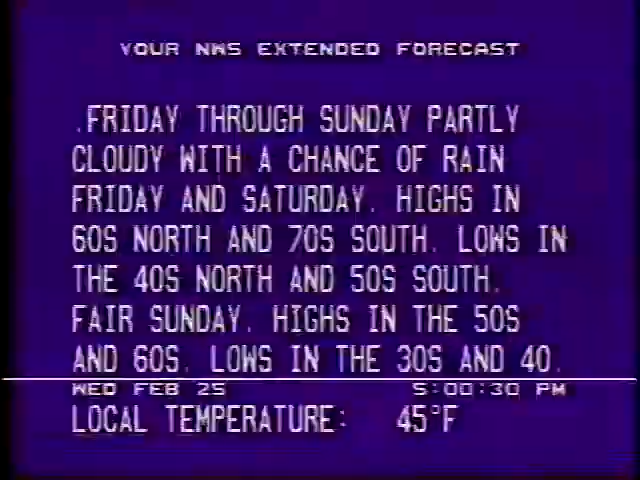 YOUR NWS EXTENDED FORECAST
.FRIDAY THROUGH SUNDAY PARTLY
CLOUDY WITH A CHANCE OF RAIN
FRIDAY AND SATURDAY. HIGHS IN
60S NORTH AND 70S SOUTH. LOWS IN
THE 40S NORTH AND 50S SOUTH.
FAIR SUNDAY. HIGHS IN THE 50S
AND 60S. LOWS IN THE 30S AND 40.
WED FEB 25 5:00:30 PM
LOCAL TEMPERATURE: 45°F